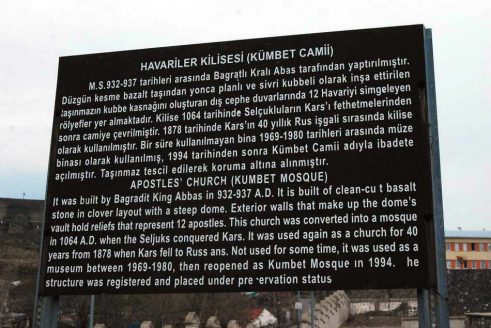 HAVARİLER KİLİSESİ (KÜMBET CAMİİ)
M.S.932-937 tarihleri arasında Bagratlı Kralı Abas tarafından yaptırılmıştır.
Düzgün kesme bazalt taşından yonca planlı ve sivri kubbeli olarak inşa ettirilen
taşınmazın kubbe kasnağını oluşturan dış cephe duvarlarında 12 Havariyi simgeleyen
rölyefler yer almaktadır. Kilise 1064 tarihinde Selçukluların Kars'ı fethetmelerinden
sonra camiye çevrilmiştir. 1878 tarihinde Kars'ın 40 yıllık Rus işgali sırasında kilise
olarak kullanılmıştır. Bir süre kullanılmayan bina 1969-1980 tarihleri arasında müze
binası olarak kullanılmış, 1994 tarihinden sonra Kümbet Camii adıyla ibadete
açılmıştır. Taşınmaz tescil edilerek koruma altına alınmıştır.
APOSTLES' CHURCH (KUMBET MOSQUE)
It was built by Bagradit King Abbas in 932-937 A.D. It is built of clean-cu t basalt
stone in clover layout with a steep dome. Exterior walls that make up the dome's
vault hold reliefs that represent 12 apostles. This church was converted into a mosque
in 1064 A.D. when the Seljuks conquered Kars. It was used again as a church for 40
years from 1878 when Kars fell to Russ ans. Not used for some time, it was used as a
museum between 1969-1980, then reopened as Kumbet Mosque ın 1994. he
structure was registered and placed under pre ervation status